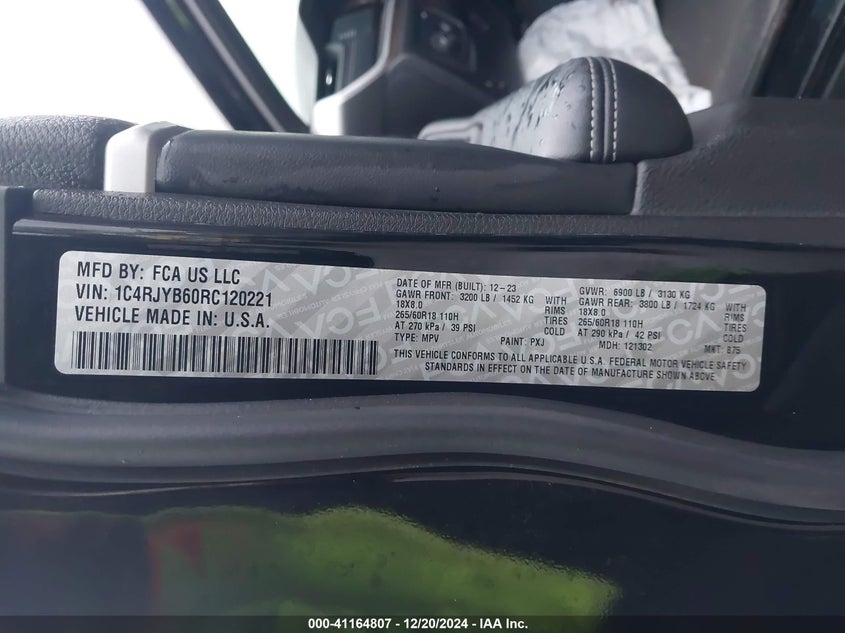 MFD BY: FCA US LLC
VIN: 1C4RJYB60RC120221
VEHICLE MADE IN: U.S.A.
DATE OF MFR (BUILT): 12-23
GAWR FRONT: 3200 LB / 1452 KG WITH
18X8.0 RIMS
265/60R18 110H TIRES
AT 270 kPa / 39 PSI COLD
TYPE: MPV PAINT: PXJ
GVWR: 6900 LB / 3130 KG
GAWR REAR: 3800 LB / 1724 KG WITH
18X8.0 RIMS
265/60R18 110H TIRES
AT 290 kPa / 42 PSI COLD
MDH: 121302 MKT: 875
THIS VEHICLE CONFORMS TO ALL APPLICABLE U.S.A. FEDERAL MOTOR VEHICLE SAFETY
STANDARDS IN EFFECT ON THE DATE OF MANUFACTURE SHOWN ABOVE.
000-41164807 - 12/20/2024 - IAA Inc.